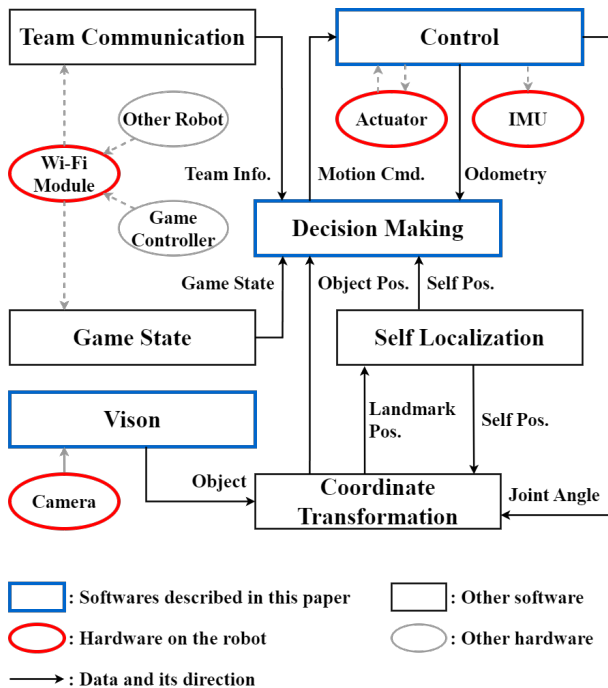 Team Communication
Control
Other Robot
Actuator
IMU
Wi-Fi
Module
Game
Controller
Team Info.
Motion Cmd.
Odometry
Decision Making
Game State
Object Pos.
Self Pos.
Game State
Self Localization
Vison
Landmark
Pos.
Self Pos.
Camera
Object
Coordinate
Transformation
Joint Angle
: Softwares described in this paper
: Other software
: Hardware on the robot
: Other hardware
: Data and its direction